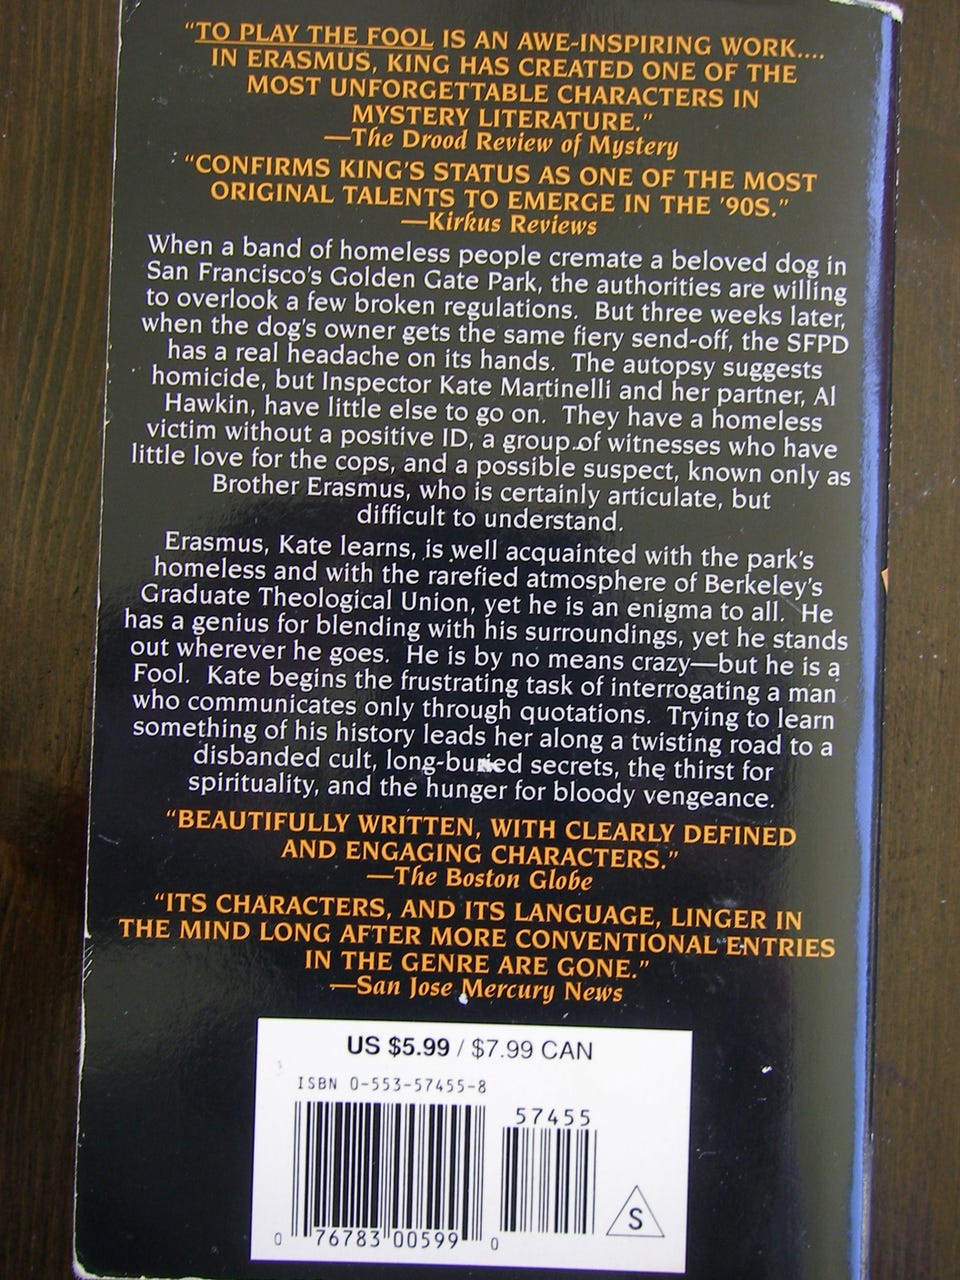 “TO PLAY THE FOOL IS AN AWE-INSPIRING WORK....
IN ERASMUS, KING HAS CREATED ONE OF THE
MOST UNFORGETTABLE CHARACTERS IN
MYSTERY LITERATURE.”
—The Drood Review of Mystery
“CONFIRMS KING’S STATUS AS ONE OF THE MOST
ORIGINAL TALENTS TO EMERGE IN THE ’90S.”
—Kirkus Reviews
When a band of homeless people cremate a beloved dog in
San Francisco’s Golden Gate Park, the authorities are willing
to overlook a few broken regulations. But three weeks later,
when the dog’s owner gets the same fiery send-off, the SFPD
has a real headache on its hands. The autopsy suggests
homicide, but Inspector Kate Martinelli and her partner, Al
Hawkin, have little else to go on. They have a homeless
victim without a positive ID, a group of witnesses who have
little love for the cops, and a possible suspect, known only as
Brother Erasmus, who is certainly articulate, but
difficult to understand.
Erasmus, Kate learns, is well acquainted with the park’s
homeless and with the rarefied atmosphere of Berkeley’s
Graduate Theological Union, yet he is an enigma to all. He
has a genius for blending with his surroundings, yet he stands
out wherever he goes. He is by no means crazy—but he is a
Fool. Kate begins the frustrating task of interrogating a man
who communicates only through quotations. Trying to learn
something of his history leads her along a twisting road to a
disbanded cult, long-buried secrets, the thirst for
spirituality, and the hunger for bloody vengeance.
“BEAUTIFULLY WRITTEN, WITH CLEARLY DEFINED
AND ENGAGING CHARACTERS.”
—The Boston Globe
“ITS CHARACTERS, AND ITS LANGUAGE, LINGER IN
THE MIND LONG AFTER MORE CONVENTIONAL ENTRIES
IN THE GENRE ARE GONE.”
—San Jose Mercury News
US $5.99 / $7.99 CAN
ISBN 0-553-57455-8
57455
S
0 76783 00599 0